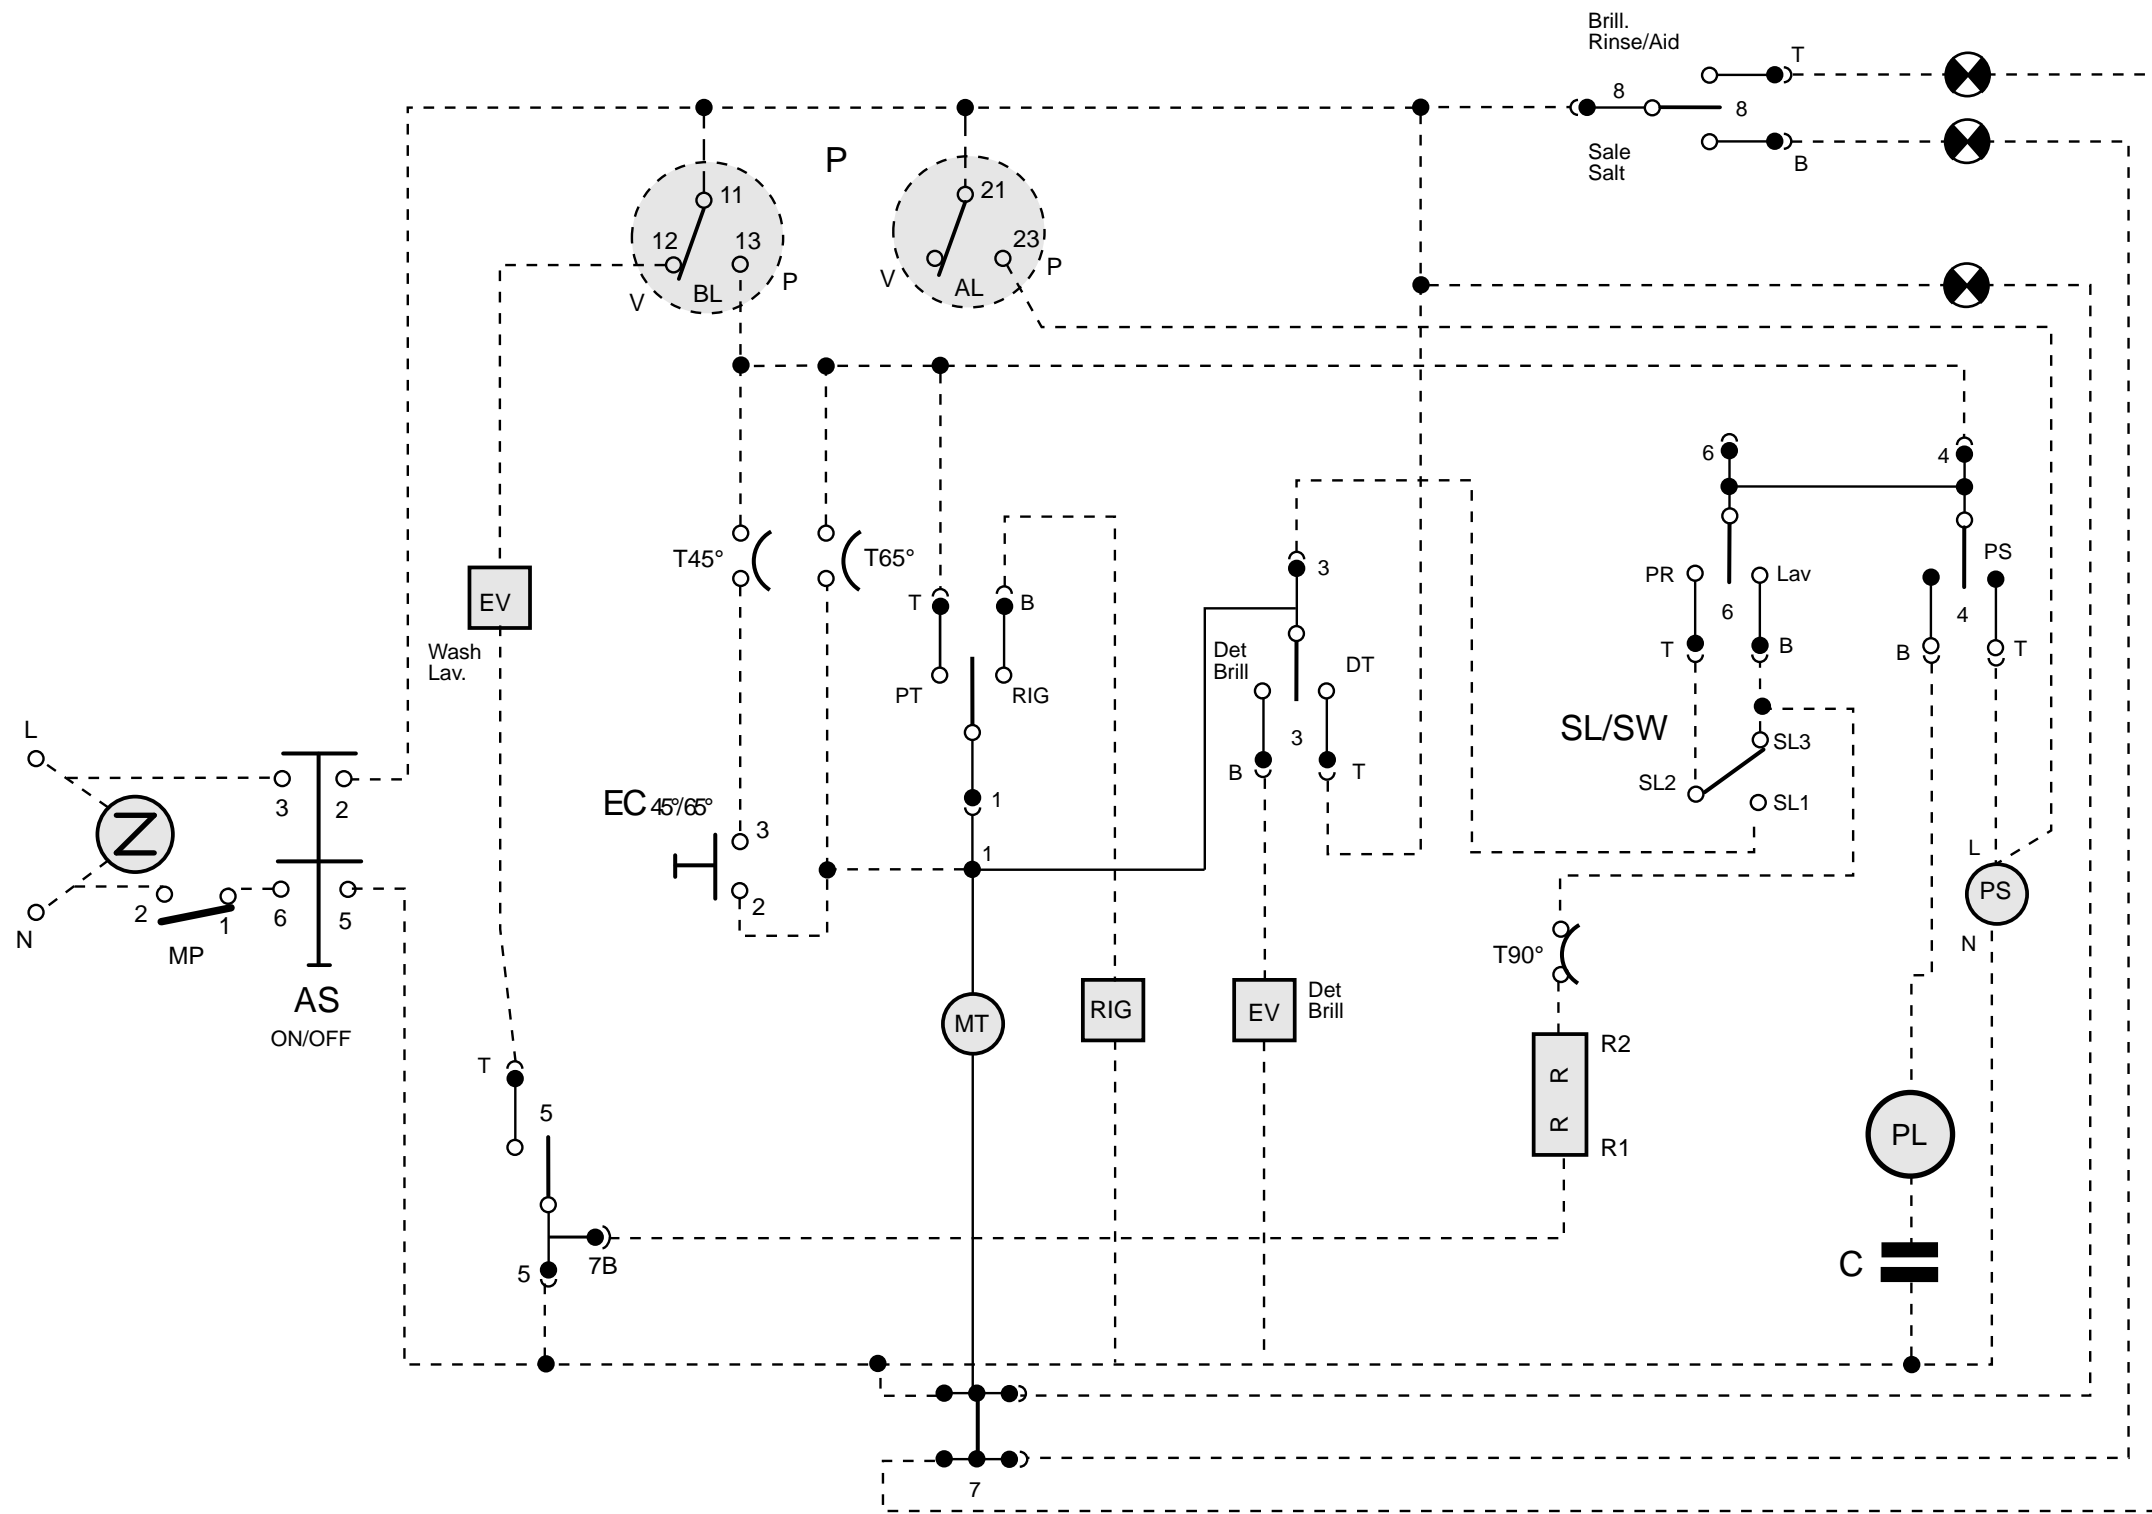 Brill.
Rinse/Aid
T
8
8
Sale
Salt
B
P
11
12
13
V
BL
P
21
23
V
AL
P
6
4
T45°
T65°
3
PS
PR
Lav
6
4
EV
T
B
Wash
Lav.
PT
RIG
Det
Brill
DT
T
B
B
T
3
B
T
SL/SW
SL3
SL2
SL1
L
3
2
EC 45°/65°
3
1
1
2
L
PS
N
Z
2
1
6
5
N
MP
T90°
AS
ON/OFF
MT
RIG
EV
Det
Brill
R2
R
R
R1
T
5
PL
5
7B
C
7